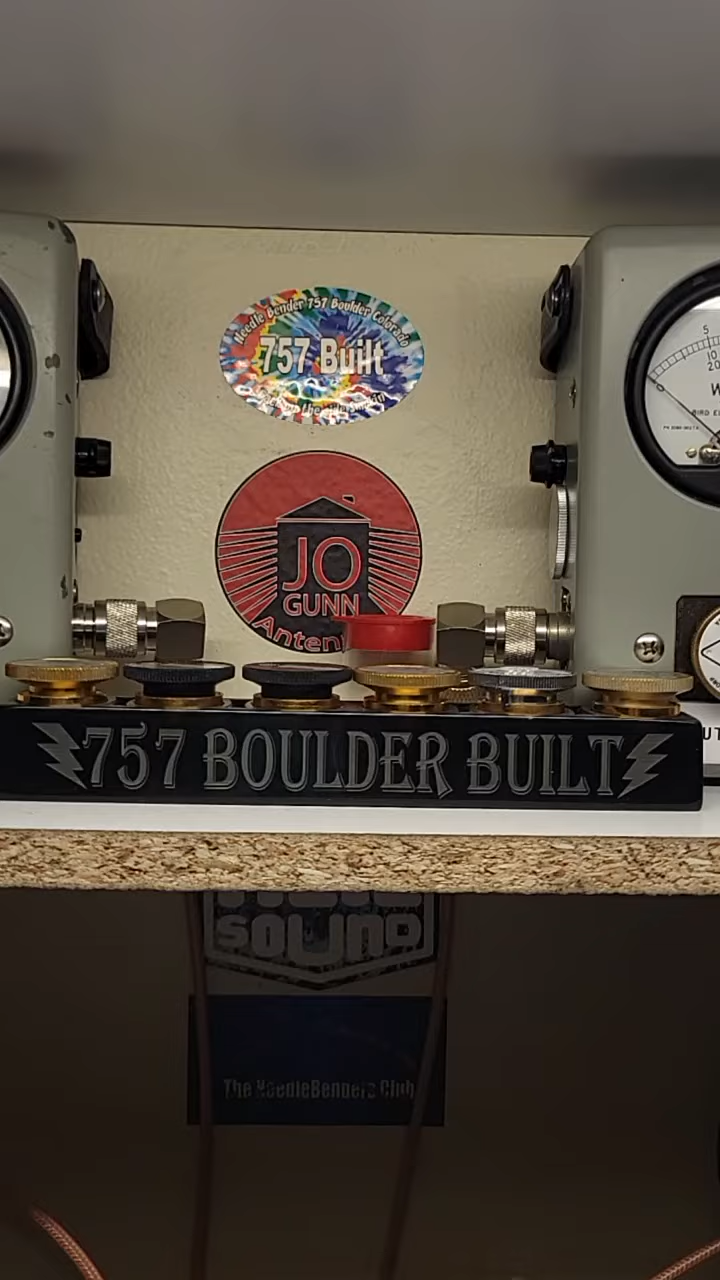 Needle Bender 757 Boulder Colorado
757 Built
JO
GUNN
5
10
20
BIRD
757 BOULDER BUILT
SOUND
The NeedleBenders Club